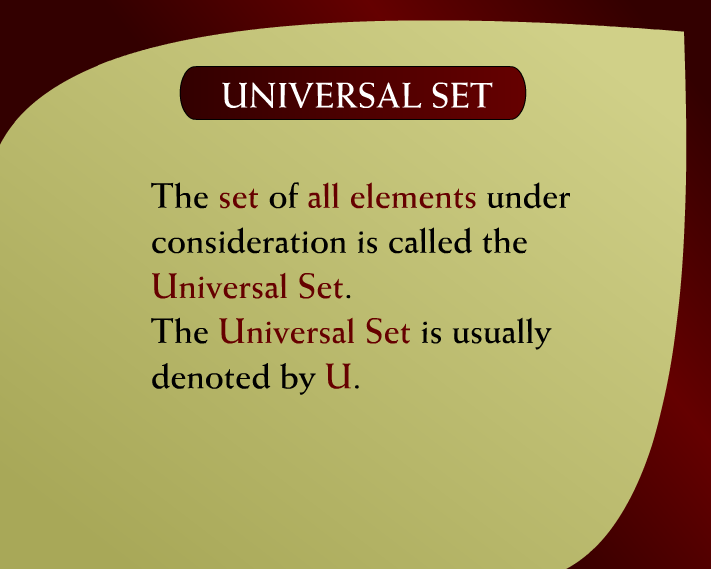 UNIVERSAL SET
The set of all elements under
consideration is called the
Universal Set.
The Universal Set is usually
denoted by U.